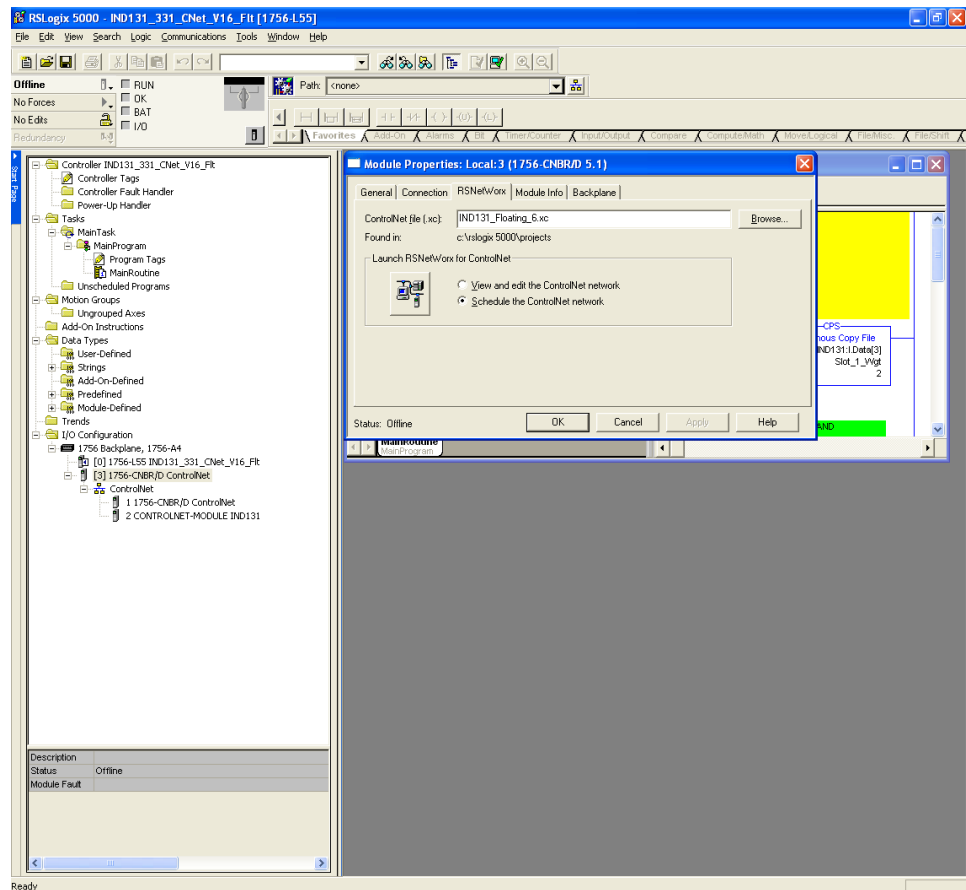 RSLogix 5000 - IND131_331_CNet_V16_Flt [1756-L55]
File Edit View Search Logic Communications Tools Window Help
Offline
RUN
Path: <none>
No Forces
OK
No Edits
BAT
Redundancy
I/O
Favorites Add-On Alarms Bit Timer/Counter Input/Output Compare Compute/Math Move/Logical File/Misc. File/Shift
Start Page
Controller IND131_331_CNet_V16_Flt
Controller Tags
Controller Fault Handler
Power-Up Handler
Tasks
MainTask
MainProgram
Program Tags
MainRoutine
Unscheduled Programs
Motion Groups
Ungrouped Axes
Add-On Instructions
Data Types
User-Defined
Strings
Add-On-Defined
Predefined
Module-Defined
Trends
I/O Configuration
1756 Backplane, 1756-A4
[0] 1756-L55 IND131_331_CNet_V16_Flt
[3] 1756-CNBR/D ControlNet
ControlNet
1 1756-CNBR/D ControlNet
2 CONTROLNET-MODULE IND131
Description
Status Offline
Module Fault
Module Properties: Local:3 (1756-CNBR/D 5.1)
General Connection RSNetWorx Module Info Backplane
ControlNet file (.xc): IND131_Floating_6.xc Browse...
Found in: c:\rslogix 5000\projects
Launch RSNetWorx for ControlNet
View and edit the ControlNet network
Schedule the ControlNet network
Status: Offline OK Cancel Apply Help
CPS
nous Copy File
IND131:I.Data[3]
Slot_1_Wgt
2
AND
MainRoutine
MainProgram
Ready